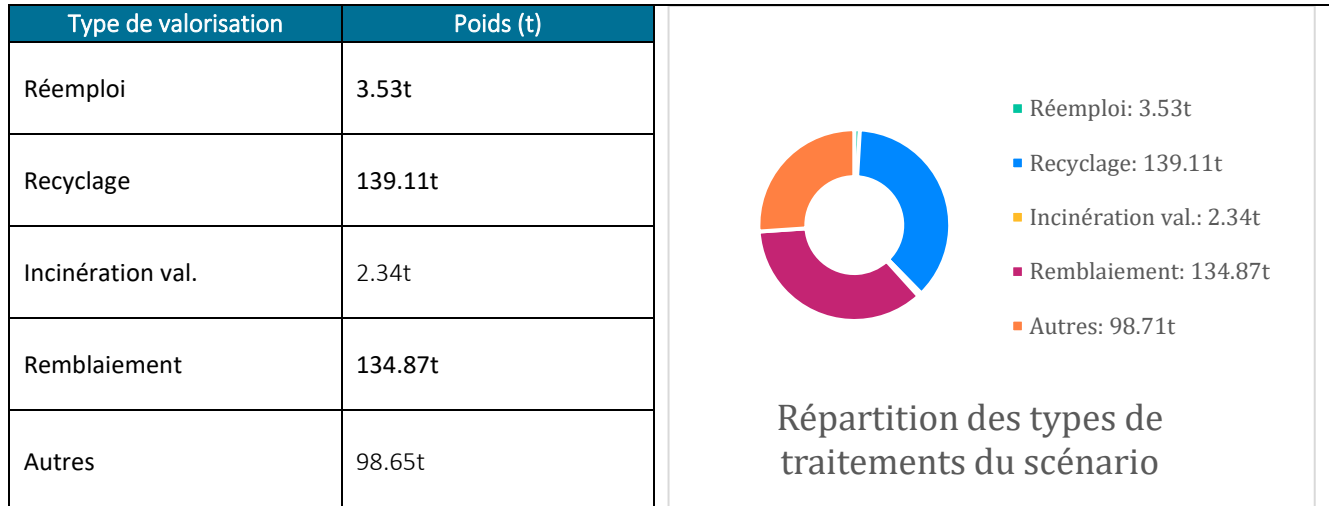 Type de valorisation Poids (t)
Réemploi 3.53t
Recyclage 139.11t
Incinération val. 2.34t
Remblaiement 134.87t
Autres 98.65t
Réemploi: 3.53t
Recyclage: 139.11t
Incinération val.: 2.34t
Remblaiement: 134.87t
Autres: 98.71t
Répartition des types de
traitements du scénario